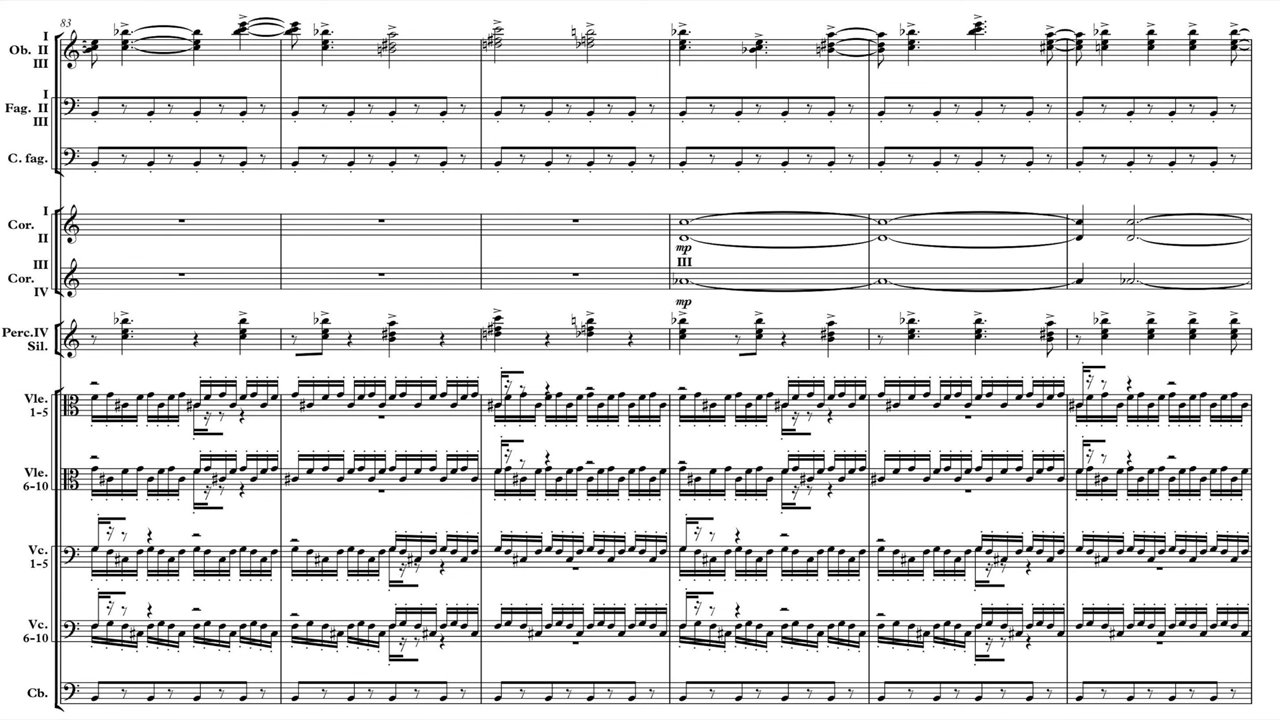 83
I
Ob. II
III
I
Fag. II
III
C. fag.
I
Cor.
II
mp
III
III
Cor.
IV
mp
Perc.IV
Sil.
Vle.
1-5
Vle.
6-10
Vc.
1-5
Vc.
6-10
Cb.